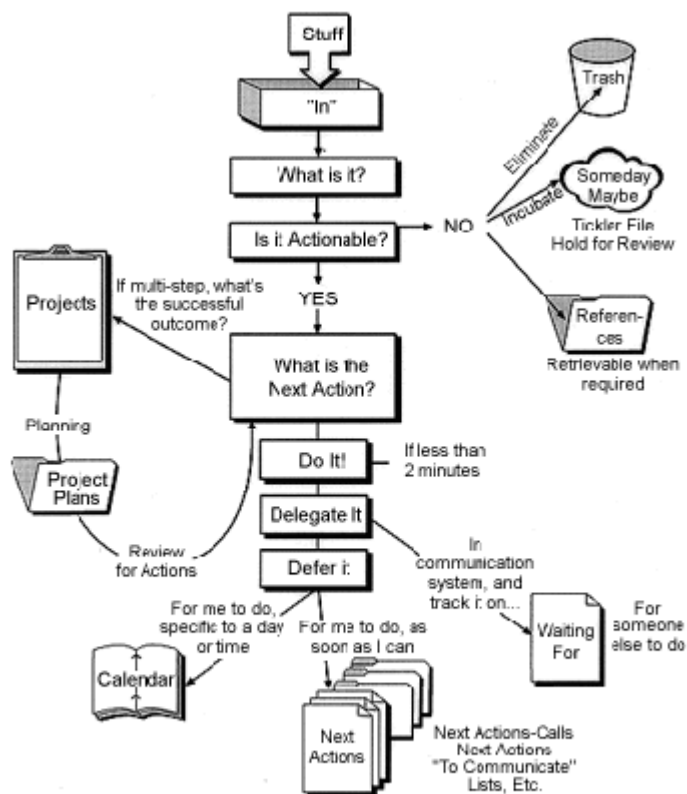 Stuff
"In"
What is it?
Is it Actionable?
NO
Eliminate
Trash
Incubate
Someday
Maybe
Tickler File
Hold for Review
Referen-
ces
Retrievable when
required
YES
If multi-step, what's
the successful
outcome?
Projects
What is the
Next Action?
Planning
Project
Plans
Review
for Actions
Do It!
If less than
2 minutes
Delegate It
In
communication
system, and
track it on...
Waiting
For
For
someone
else to do
Defer it
For me to do,
specific to a day
or time
Calendar
For me to do, as
soon as I can
Next
Actions
Next Actions-Calls
Next Actions
"To Communicate"
Lists, Etc.